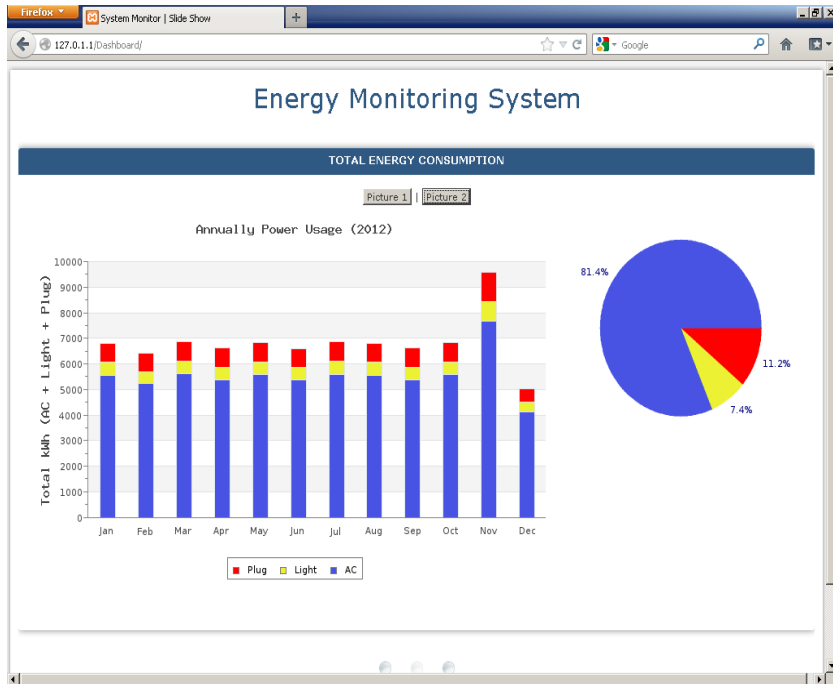 Firefox
System Monitor | Slide Show
127.0.1.1/Dashboard/
Google
Energy Monitoring System
TOTAL ENERGY CONSUMPTION
Picture 1 | Picture 2
Annually Power Usage (2012)
Total kWh (AC + Light + Plug)
10000
9000
8000
7000
6000
5000
4000
3000
2000
1000
0
Jan Feb Mar Apr May Jun Jul Aug Sep Oct Nov Dec
Plug Light AC
81.4%
11.2%
7.4%